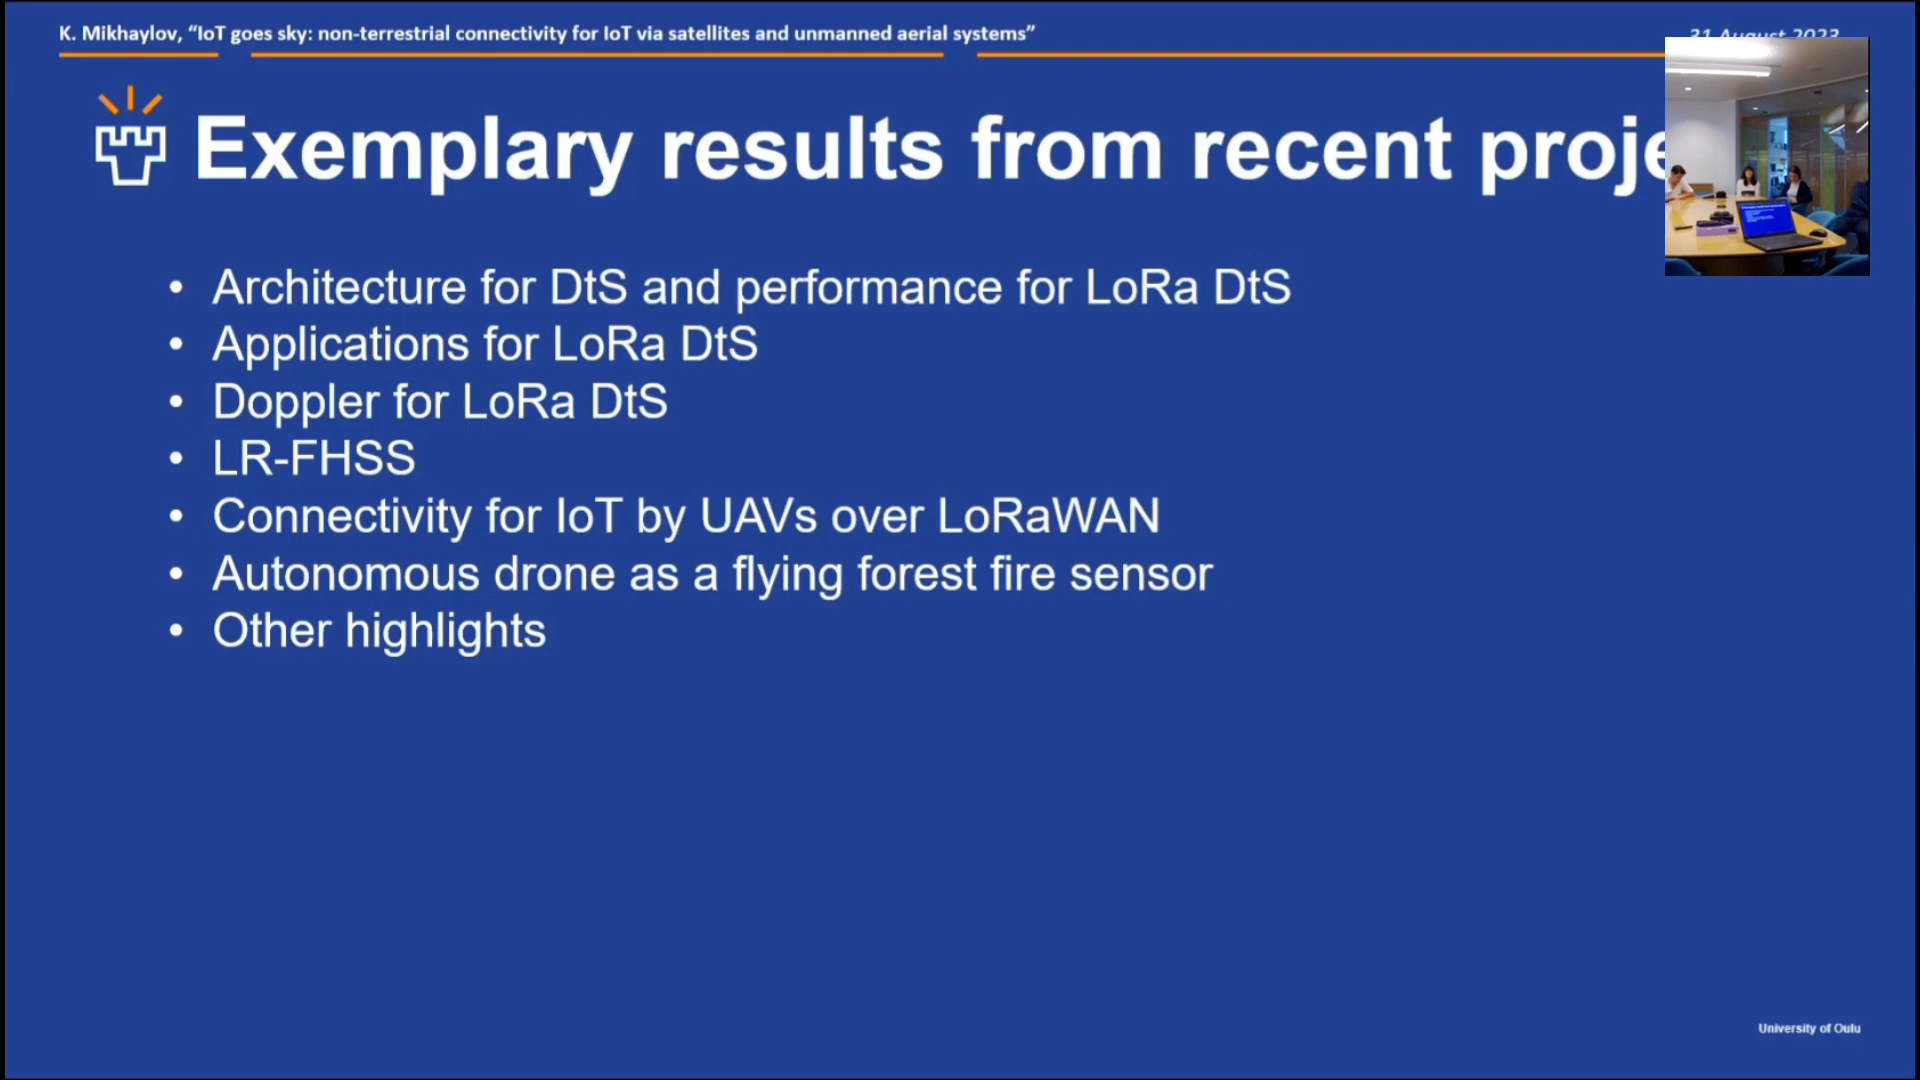 K. Mikhaylov, “IoT goes sky: non-terrestrial connectivity for IoT via satellites and unmanned aerial systems”
31 August 2023
Exemplary results from recent proje
• Architecture for DtS and performance for LoRa DtS
• Applications for LoRa DtS
• Doppler for LoRa DtS
• LR-FHSS
• Connectivity for IoT by UAVs over LoRaWAN
• Autonomous drone as a flying forest fire sensor
• Other highlights
University of Oulu